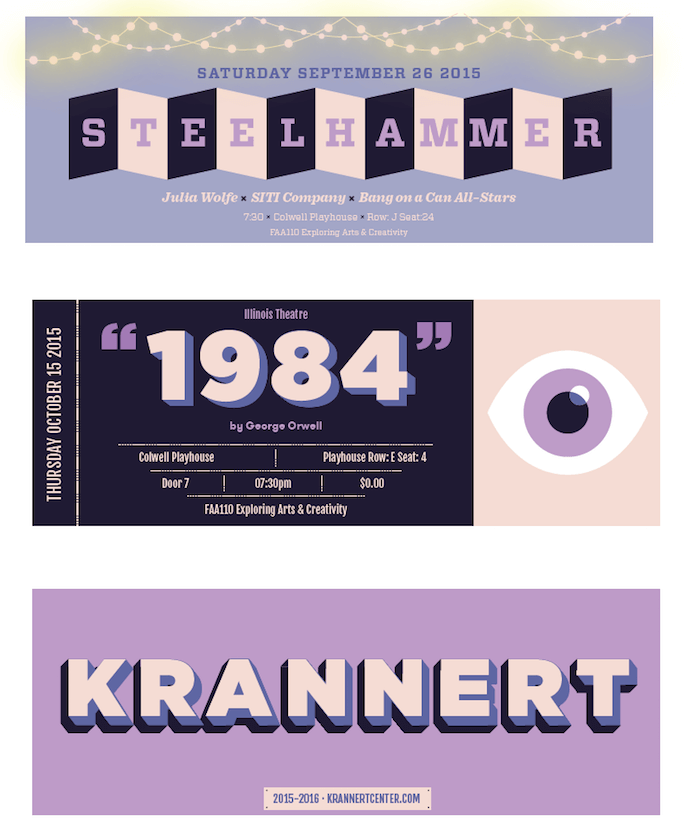 SATURDAY SEPTEMBER 26 2015
STEELHAMMER
Julia Wolfe × SITI Company × Bang on a Can All-Stars
7:30 × Colwell Playhouse × Row: J Seat:24
FAA110 Exploring Arts & Creativity
THURSDAY OCTOBER 15 2015
Illinois Theatre
“1984”
by George Orwell
Colwell Playhouse Playhouse Row: E Seat: 4
Door 7 07:30pm $0.00
FAA110 Exploring Arts & Creativity
KRANNERT
2015-2016 · KRANNERTCENTER.COM